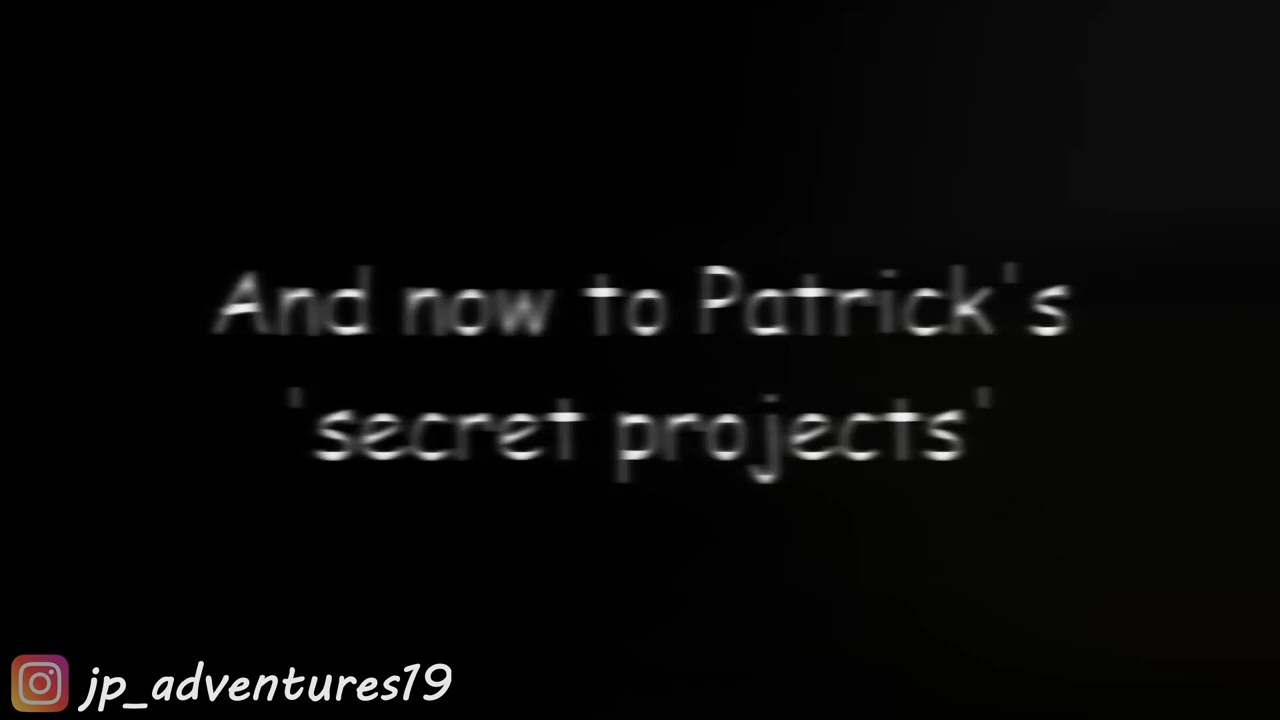 And now to Patrick's
'secret projects'
jp_adventures19